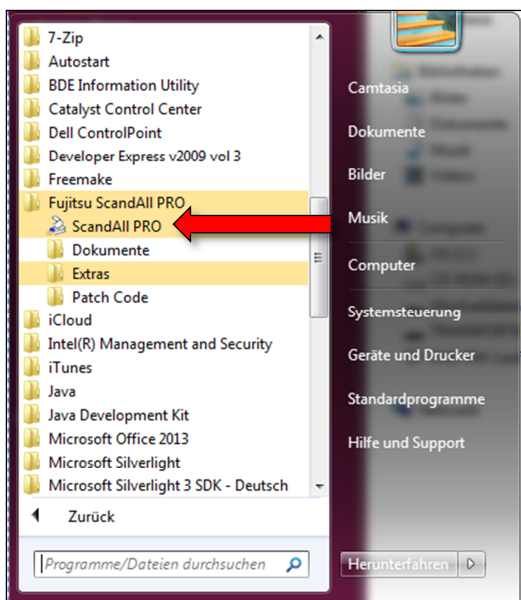 7-Zip
Autostart
BDE Information Utility
Catalyst Control Center
Dell ControlPoint
Developer Express v2009 vol 3
Freemake
Fujitsu ScandAll PRO
ScandAll PRO
Dokumente
Extras
Patch Code
iCloud
Intel(R) Management and Security
iTunes
Java
Java Development Kit
Microsoft Office 2013
Microsoft Silverlight
Microsoft Silverlight 3 SDK - Deutsch
Zurück
Programme/Dateien durchsuchen
Camtasia
Dokumente
Bilder
Musik
Computer
Systemsteuerung
Geräte und Drucker
Standardprogramme
Hilfe und Support
Herunterfahren